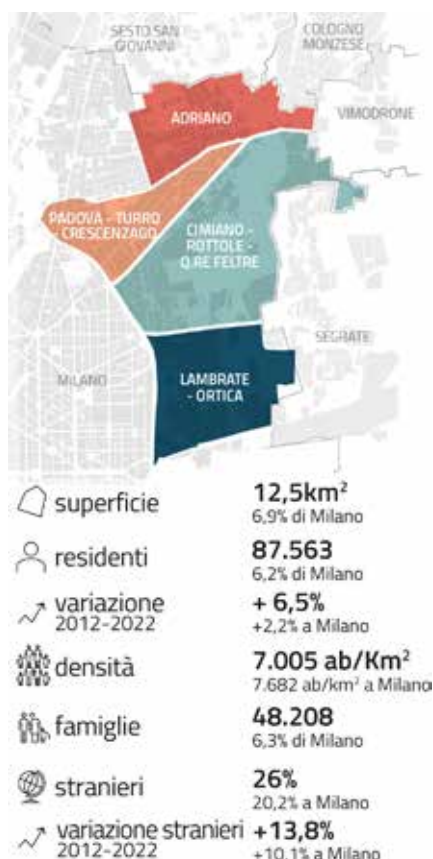 SESTO SAN
GIOVANNI
COLOGNO
MONZESE
ADRIANO
VIMODRONE
PADOVA - TURRO
- CRESCENZAGO
CIMIANO -
ROTTOLE -
Q.RE FELTRE
SEGRATE
MILANO
LAMBRATE
- ORTICA
superficie
12,5km²
6,9% di Milano
residenti
87.563
6,2% di Milano
variazione
2012-2022
+ 6,5%
+2,2% a Milano
densità
7.005 ab/Km²
7.682 ab/km² a Milano
famiglie
48.208
6,3% di Milano
stranieri
26%
20,2% a Milano
variazione stranieri
2012-2022
+13,8%
+10,1% a Milano